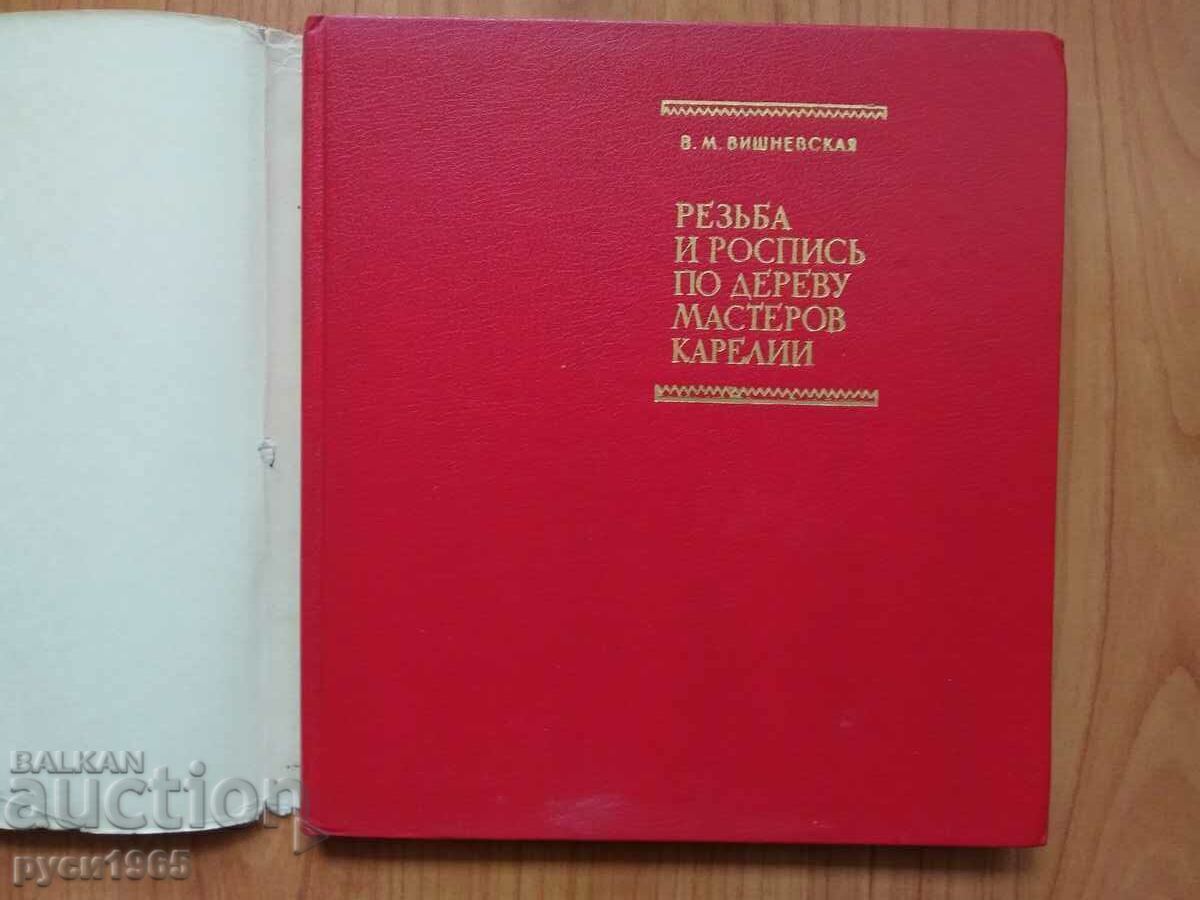 В. М. ВИШНЕВСКАЯ
РЕЗЬБА
И РОСПИСЬ
ПО ДЕРЕВУ
МАСТЕРОВ
КАРЕЛИИ
BALKAN
auction
руси1965